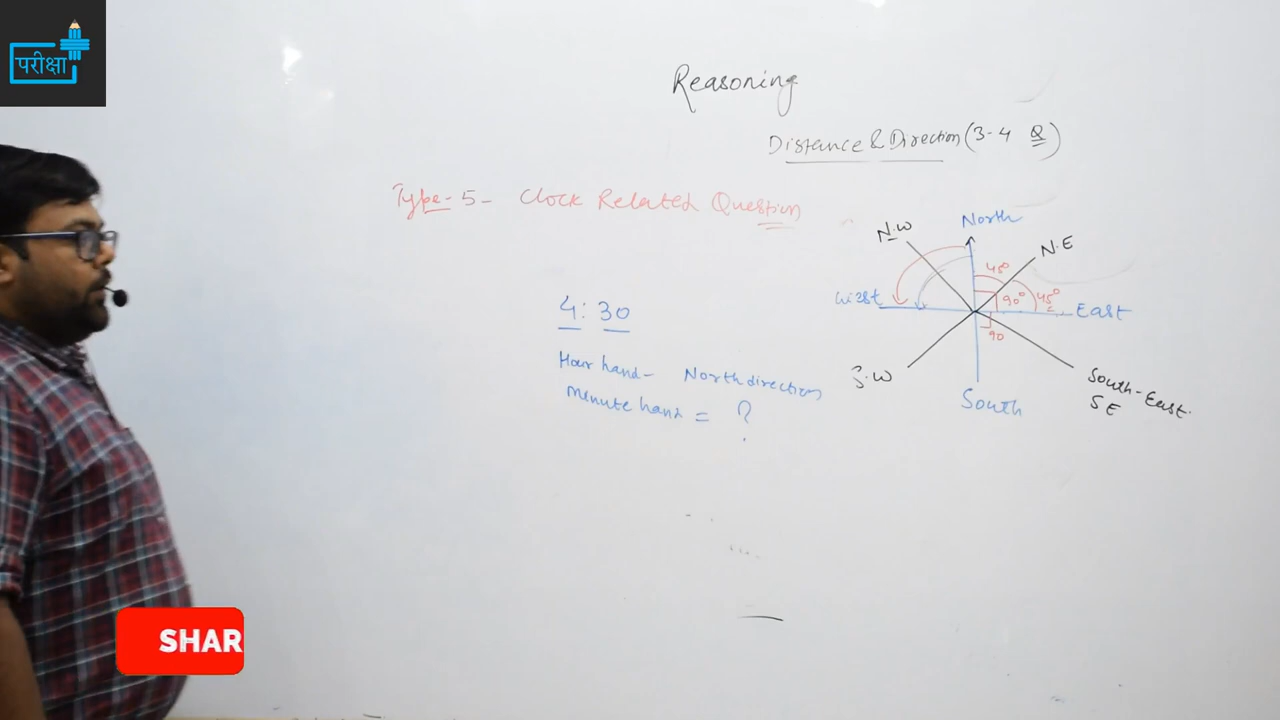 परीक्षा
Reasoning
Distance & Direction (3-4 Q)
Type-5- Clock Related Question
North
N.W
N.E
45°
West
90°
45°
East
90
4:30
Hour hand- North direction
minute hand = ?
S.W
South
South-East.
SE
SHAR